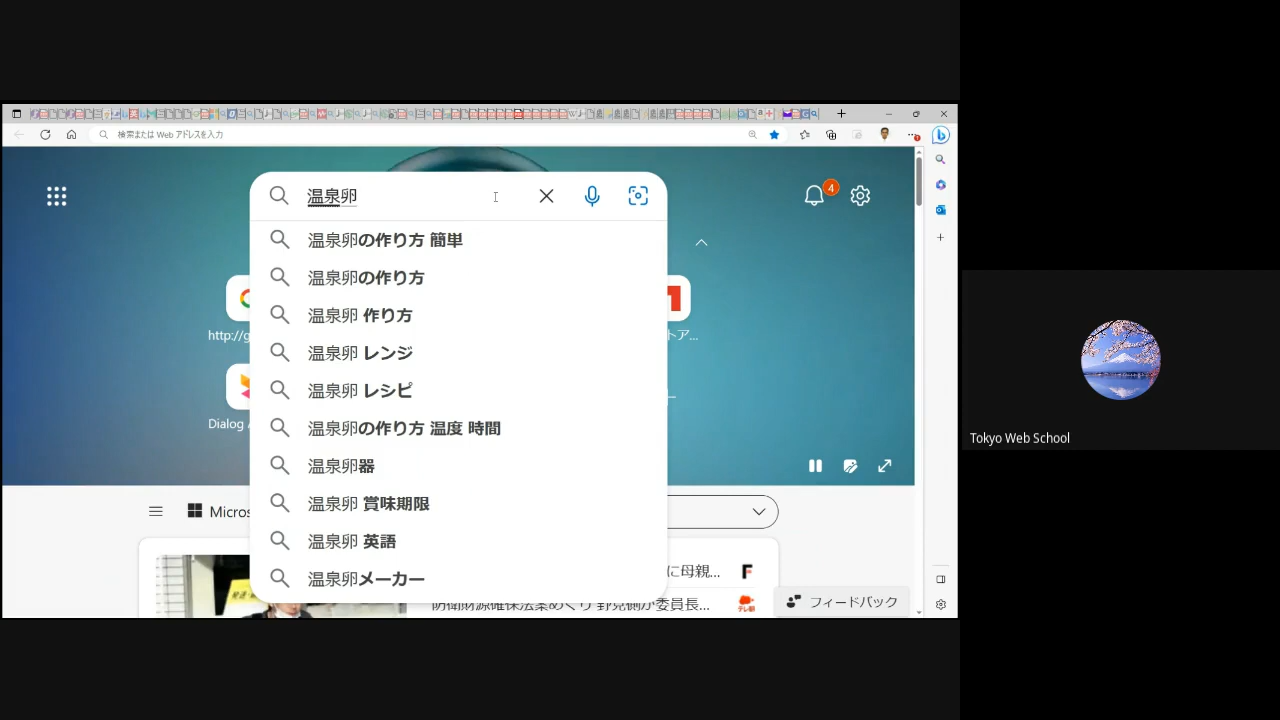 検索または Web アドレスを入力
温泉卵
4
温泉卵の作り方 簡単
温泉卵の作り方
温泉卵 作り方
温泉卵 レンジ
温泉卵 レシピ
温泉卵の作り方 温度 時間
温泉卵器
温泉卵 賞味期限
温泉卵 英語
温泉卵メーカー
http://g
トア...
Dialog
Micros
に母親...
F
防衛財源確保法案めぐり 野党側が委員長...
テレ朝
フィードバック
Tokyo Web School